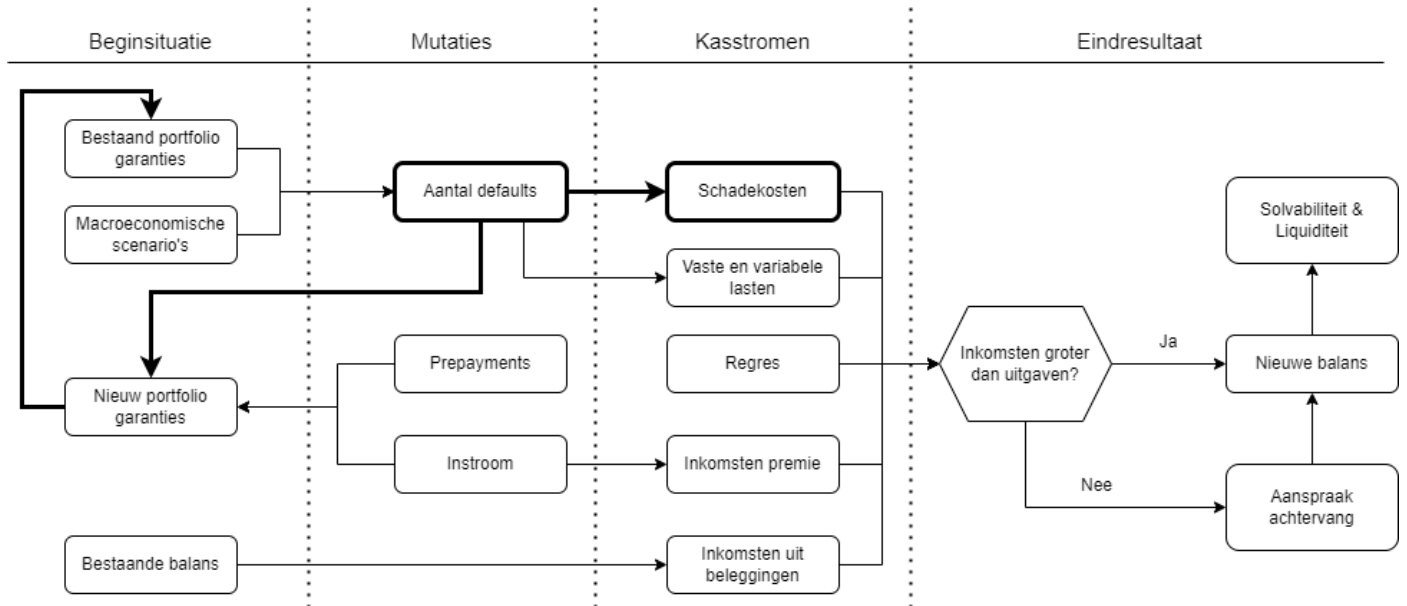 Beginsituatie
Mutaties
Kasstromen
Eindresultaat
Bestaand portfolio
garanties
Macroeconomische
scenario's
Nieuw portfolio
garanties
Bestaande balans
Aantal defaults
Prepayments
Instroom
Schadekosten
Vaste en variabele
lasten
Regres
Inkomsten premie
Inkomsten uit
beleggingen
Inkomsten groter
dan uitgaven?
Ja
Nee
Solvabiliteit &
Liquiditeit
Nieuwe balans
Aanspraak
achtervang